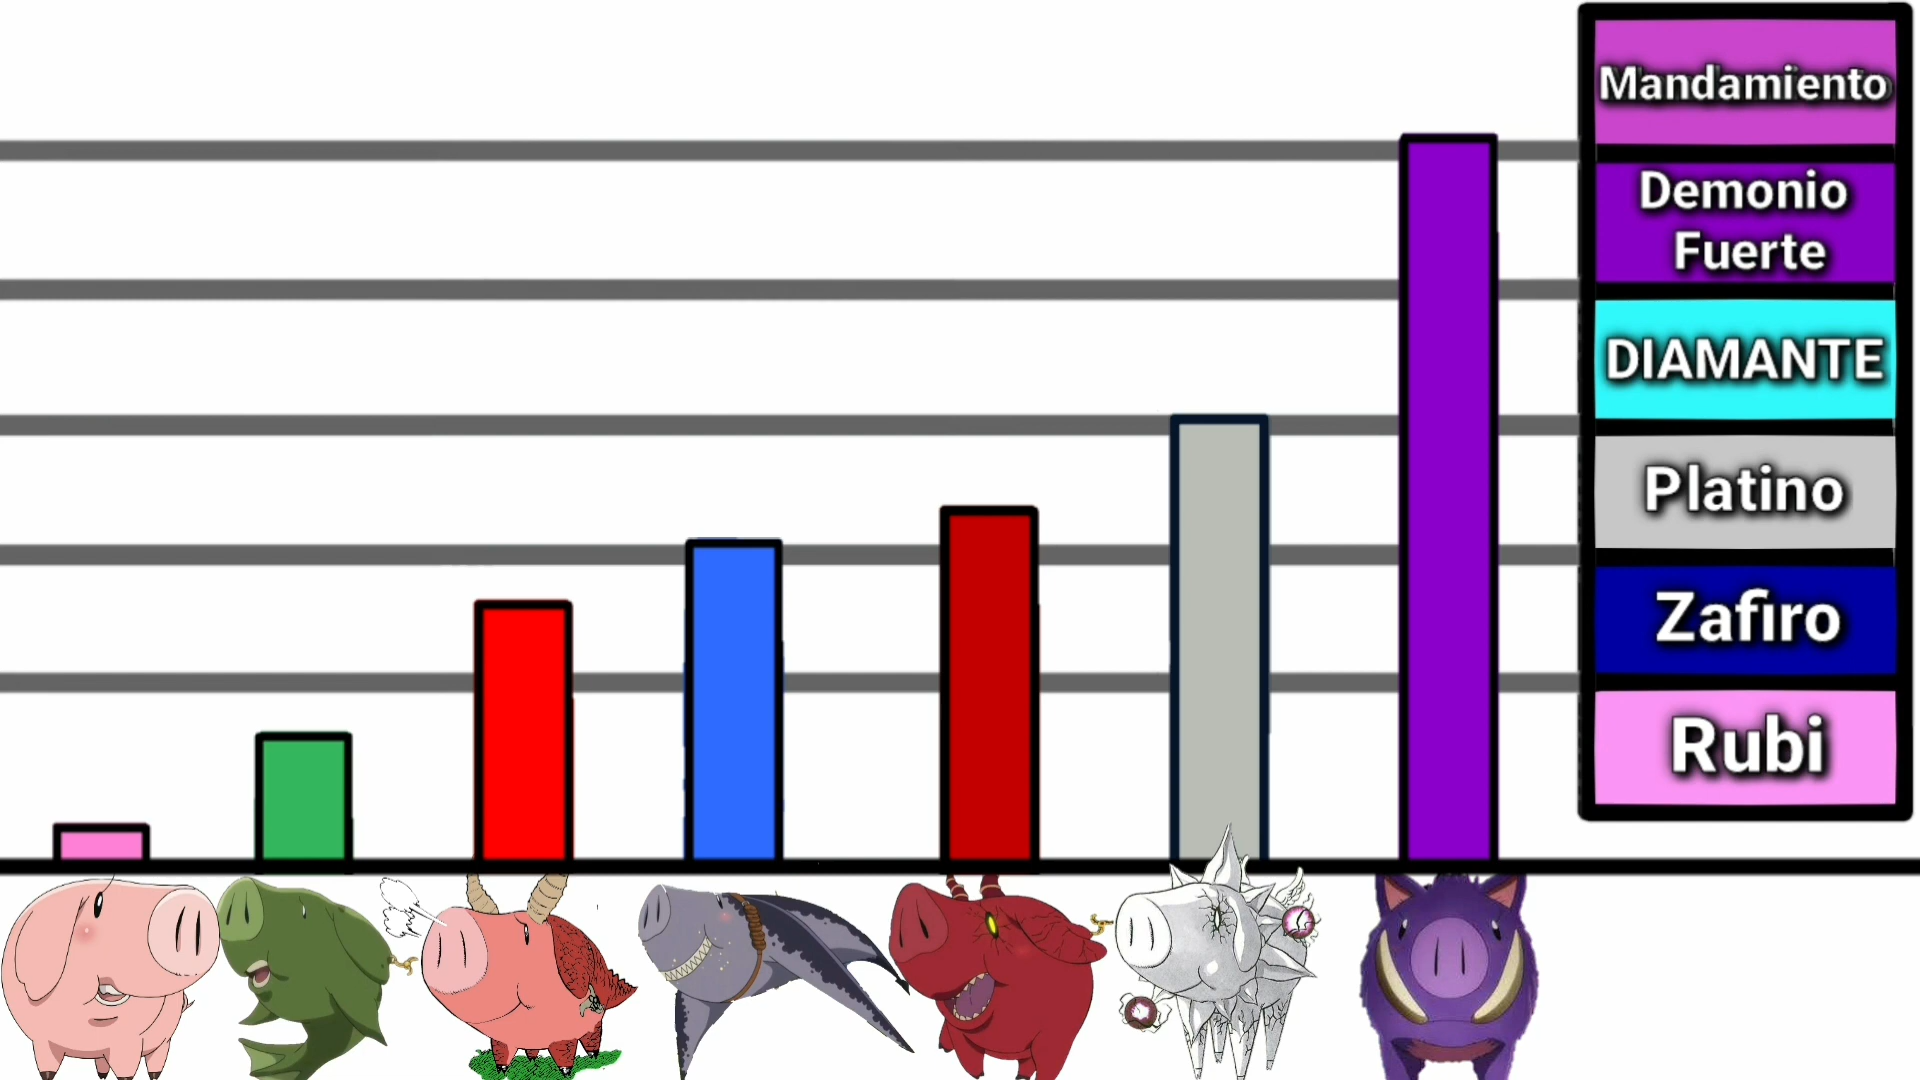 Mandamiento
Demonio
Fuerte
DIAMANTE
Platino
Zafiro
Rubi